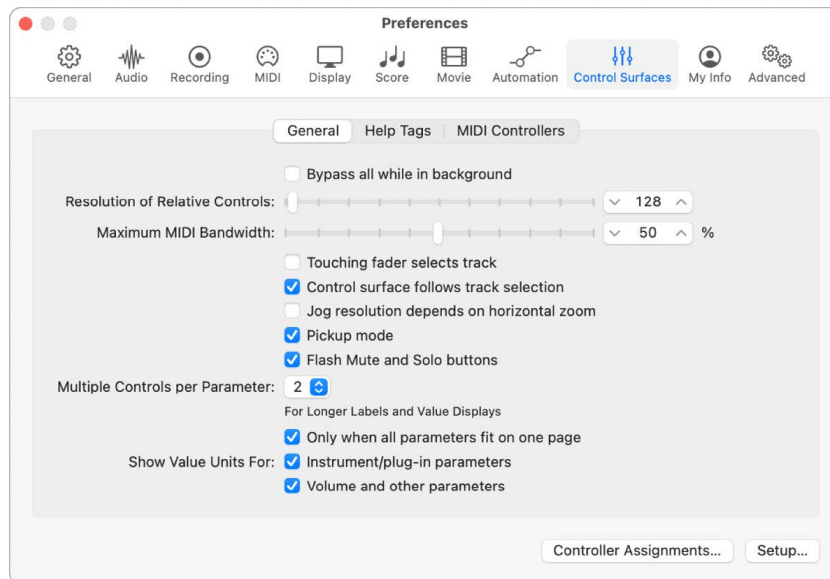 Preferences
General Audio Recording MIDI Display Score Movie Automation Control Surfaces My Info Advanced
General Help Tags MIDI Controllers
Bypass all while in background
Resolution of Relative Controls: 128
Maximum MIDI Bandwidth: 50 %
Touching fader selects track
Control surface follows track selection
Jog resolution depends on horizontal zoom
Pickup mode
Flash Mute and Solo buttons
Multiple Controls per Parameter: 2
For Longer Labels and Value Displays
Only when all parameters fit on one page
Show Value Units For: Instrument/plug-in parameters
Volume and other parameters
Controller Assignments... Setup...